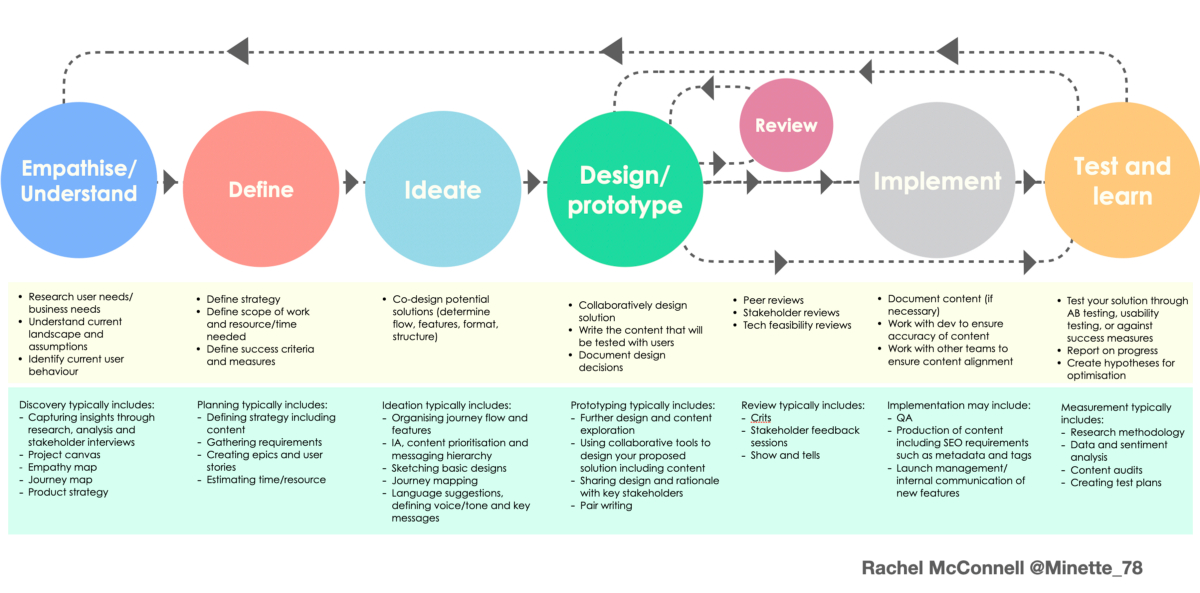 Empathise/
Understand
Define
Ideate
Design/
prototype
Review
Implement
Test and
learn
• Research user needs/
business needs
• Understand current
landscape and
assumptions
• Identify current user
behaviour
• Define strategy
• Define scope of work
and resource/time
needed
• Define success criteria
and measures
• Co-design potential
solutions (determine
flow, features, format,
structure)
• Collaboratively design
solution
• Write the content that will
be tested with users
• Document design
decisions
• Peer reviews
• Stakeholder reviews
• Tech feasibility reviews
• Document content (if
necessary)
• Work with dev to ensure
accuracy of content
• Work with other teams to
ensure content alignment
• Test your solution through
AB testing, usability
testing, or against
success measures
• Report on progress
• Create hypotheses for
optimisation
Discovery typically includes:
- Capturing insights through
research, analysis and
stakeholder interviews
- Project canvas
- Empathy map
- Journey map
- Product strategy
Planning typically includes:
- Defining strategy including
content
- Gathering requirements
- Creating epics and user
stories
- Estimating time/resource
Ideation typically includes:
- Organising journey flow and
features
- IA, content prioritisation and
messaging hierarchy
- Sketching basic designs
- Journey mapping
- Language suggestions,
defining voice/tone and key
messages
Prototyping typically includes:
- Further design and content
exploration
- Using collaborative tools to
design your proposed
solution including content
- Sharing design and rationale
with key stakeholders
- Pair writing
Review typically includes:
- Crits
- Stakeholder feedback
sessions
- Show and tells
Implementation may include:
- QA
- Production of content
including SEO requirements
such as metadata and tags
- Launch management/
internal communication of
new features
Measurement typically
includes:
- Research methodology
- Data and sentiment
analysis
- Content audits
- Creating test plans
Rachel McConnell @Minette_78